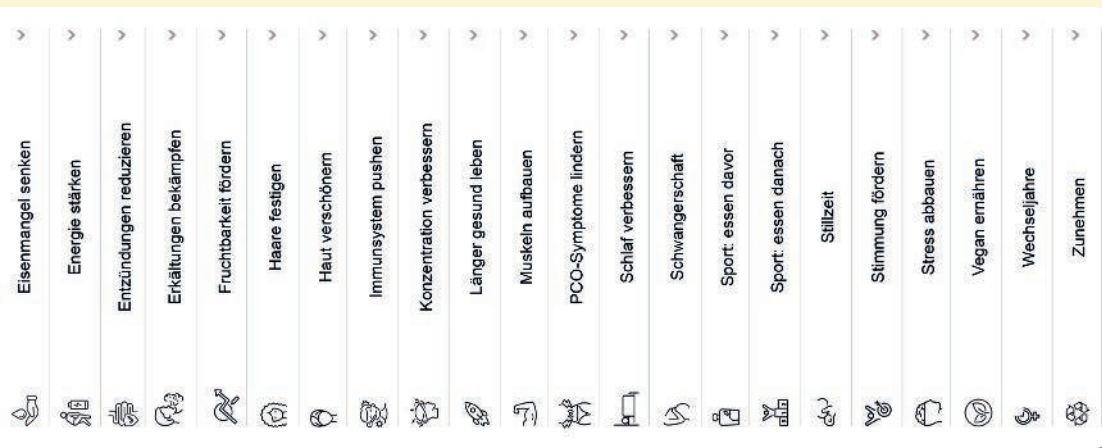 Eisenmangel senken
Energie stärken
Entzündungen reduzieren
Erkältungen bekämpfen
Fruchtbarkeit fördern
Haare festigen
Haut verschönern
Immunsystem pushen
Konzentration verbessern
Länger gesund leben
Muskeln aufbauen
PCO-Symptome lindern
Schlaf verbessern
Schwangerschaft
Sport: essen davor
Sport: essen danach
Stillzeit
Stimmung fördern
Stress abbauen
Vegan ernähren
Wechseljahre
Zunehmen